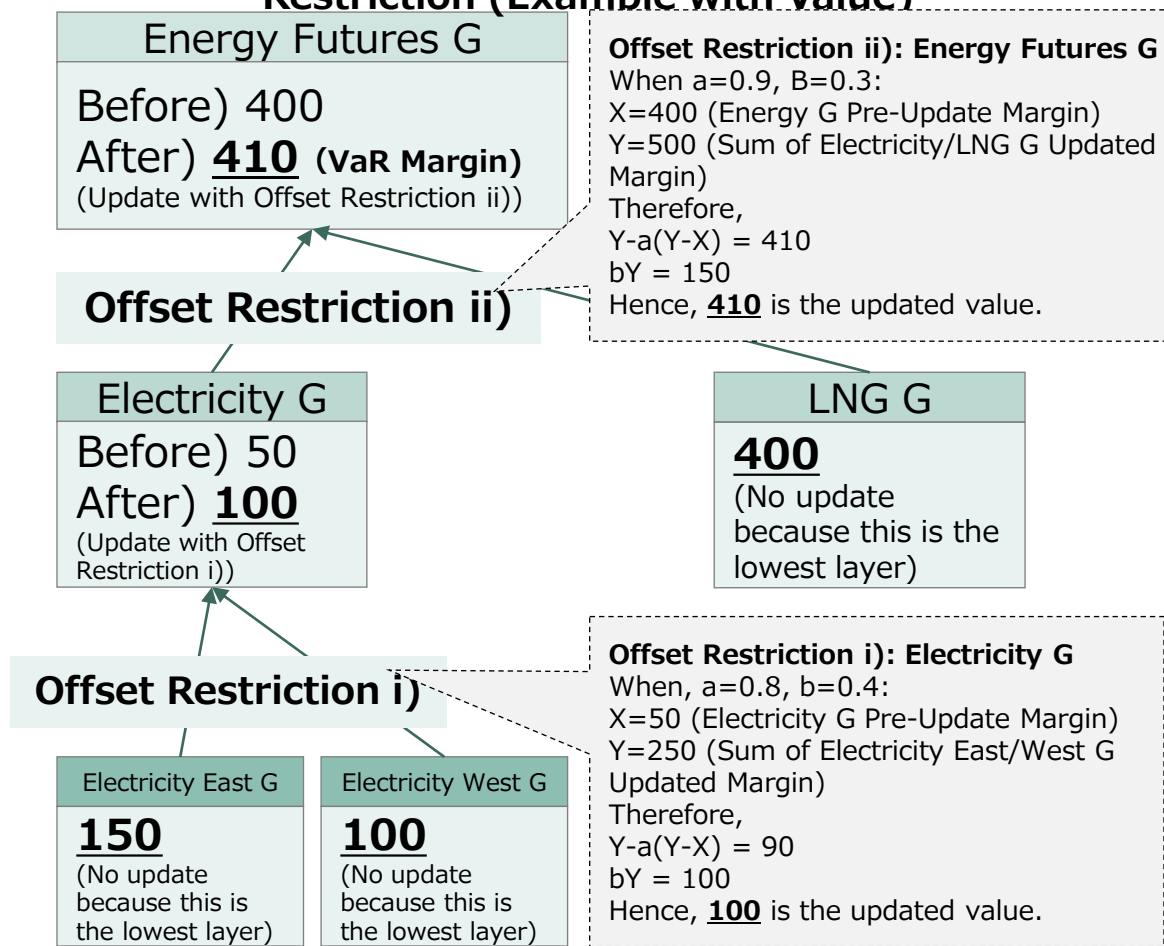 Restriction (Example with Value)
Energy Futures G
Before) 400
After) 410 (VaR Margin)
(Update with Offset Restriction ii))
Offset Restriction ii): Energy Futures G
When a=0.9, B=0.3:
X=400 (Energy G Pre-Update Margin)
Y=500 (Sum of Electricity/LNG G Updated
Margin)
Therefore,
Y-a(Y-X) = 410
bY = 150
Hence, 410 is the updated value.
Offset Restriction ii)
Electricity G
Before) 50
After) 100
(Update with Offset
Restriction i))
LNG G
400
(No update
because this is the
lowest layer)
Offset Restriction i)
Offset Restriction i): Electricity G
When, a=0.8, b=0.4:
X=50 (Electricity G Pre-Update Margin)
Y=250 (Sum of Electricity East/West G
Updated Margin)
Therefore,
Y-a(Y-X) = 90
bY = 100
Hence, 100 is the updated value.
Electricity East G
150
(No update
because this is
the lowest layer)
Electricity West G
100
(No update
because this is
the lowest layer)